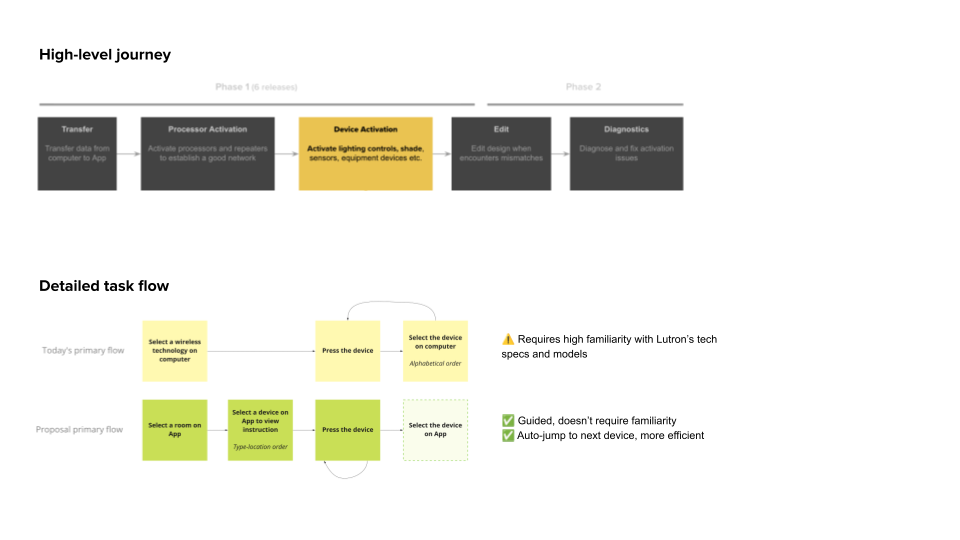 High-level journey
Phase 1 (6 releases)
Phase 2
Transfer
Transfer data from
computer to App
Processor Activation
Activate processors and repeaters
to establish a good network
Device Activation
Activate lighting controls, shade,
sensors, equipment devices etc.
Edit
Edit design when
encounters mismatches
Diagnostics
Diagnose and fix activation
issues
Detailed task flow
Today's primary flow
Select a wireless
technology on
computer
Press the device
Select the device
on computer
Alphabetical order
⚠️ Requires high familiarity with Lutron’s tech
specs and models
Proposal primary flow
Select a room on
App
Select a device on
App to view
instruction
Type-location order
Press the device
Select the device
on App
✅ Guided, doesn’t require familiarity
✅ Auto-jump to next device, more efficient